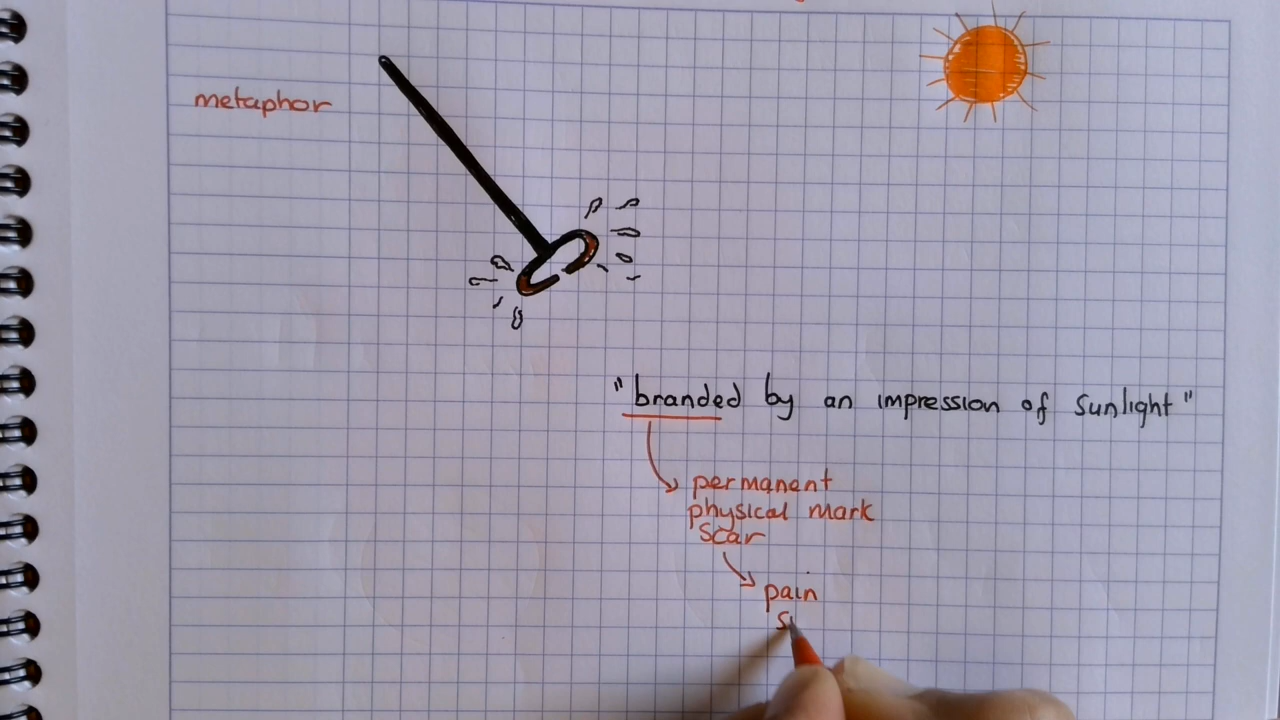 metaphor
"branded by an impression of sunlight"
permanent
physical mark
scar
pain